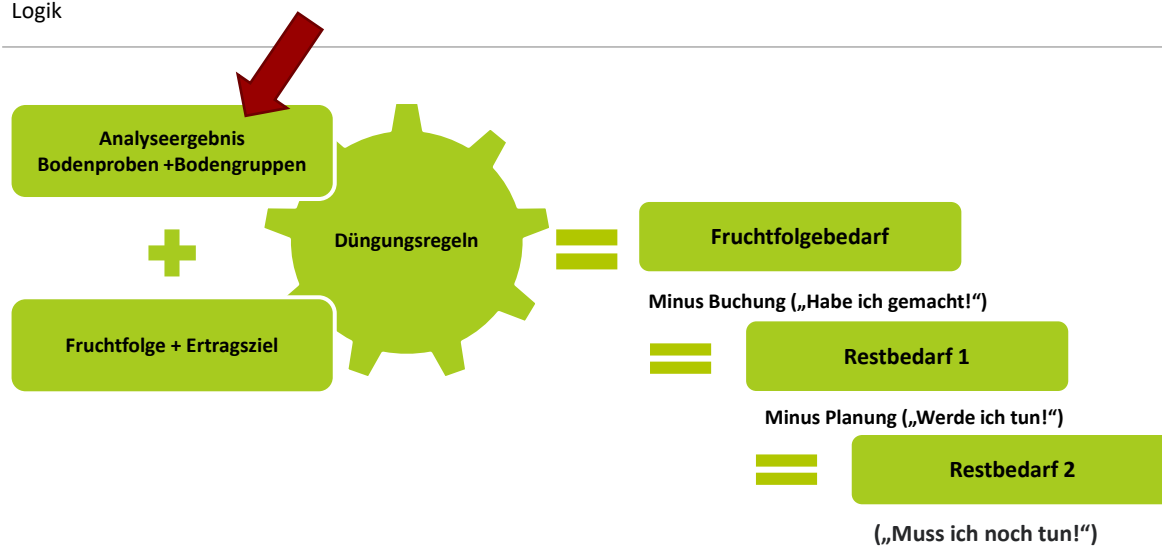 Logik
Analyseergebnis
Bodenproben +Bodengruppen
Düngungsregeln
Fruchtfolge + Ertragsziel
Fruchtfolgebedarf
Minus Buchung („Habe ich gemacht!“)
Restbedarf 1
Minus Planung („Werde ich tun!“)
Restbedarf 2
(„Muss ich noch tun!“)